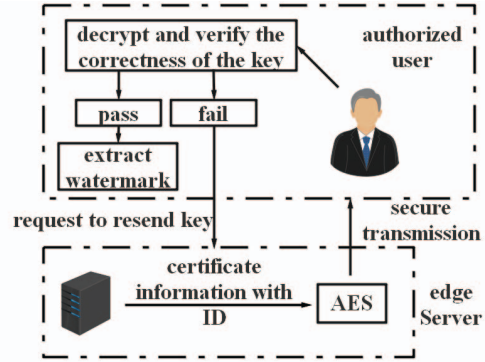 decrypt and verify the
correctness of the key
authorized
user
pass
fail
extract
watermark
request to resend key
secure
transmission
certificate
information with
ID
AES
edge
Server